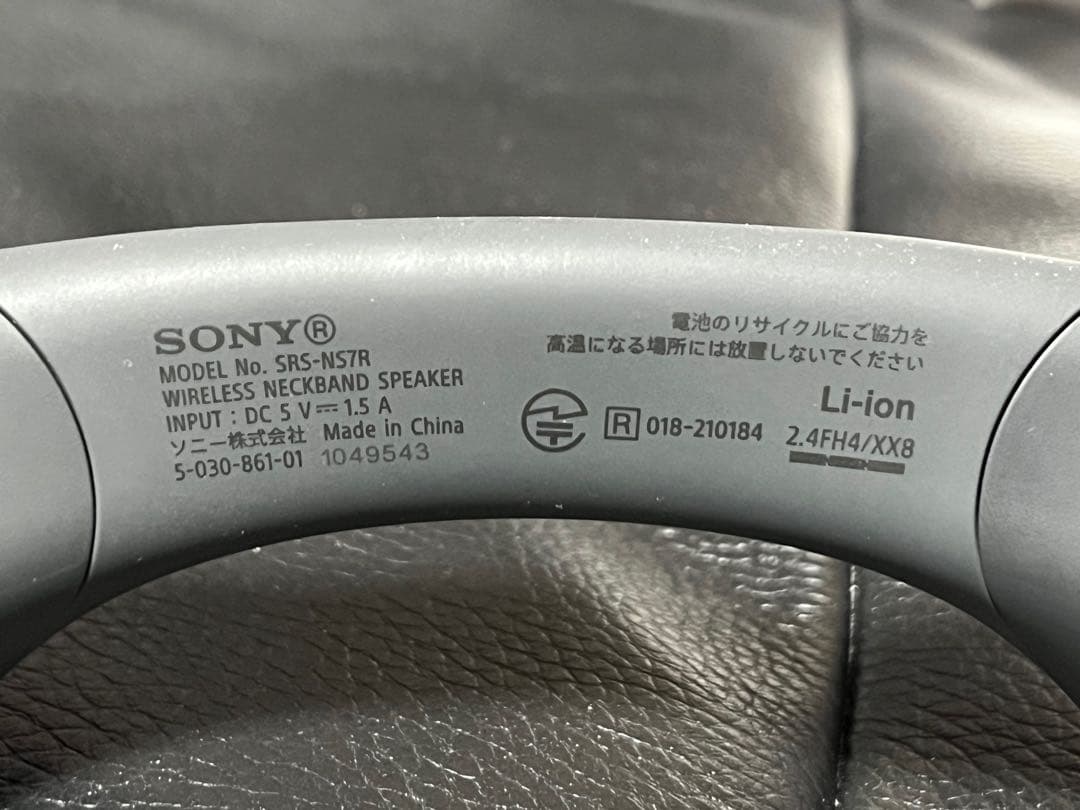 SONY®
MODEL No. SRS-NS7R
WIRELESS NECKBAND SPEAKER
INPUT : DC 5 V⎓ 1.5 A
ソニー株式会社 Made in China
5-030-861-01 1049543
電池のリサイクルにご協力を
高温になる場所には放置しないでください
Li-ion
R 018-210184
2.4FH4/XX8